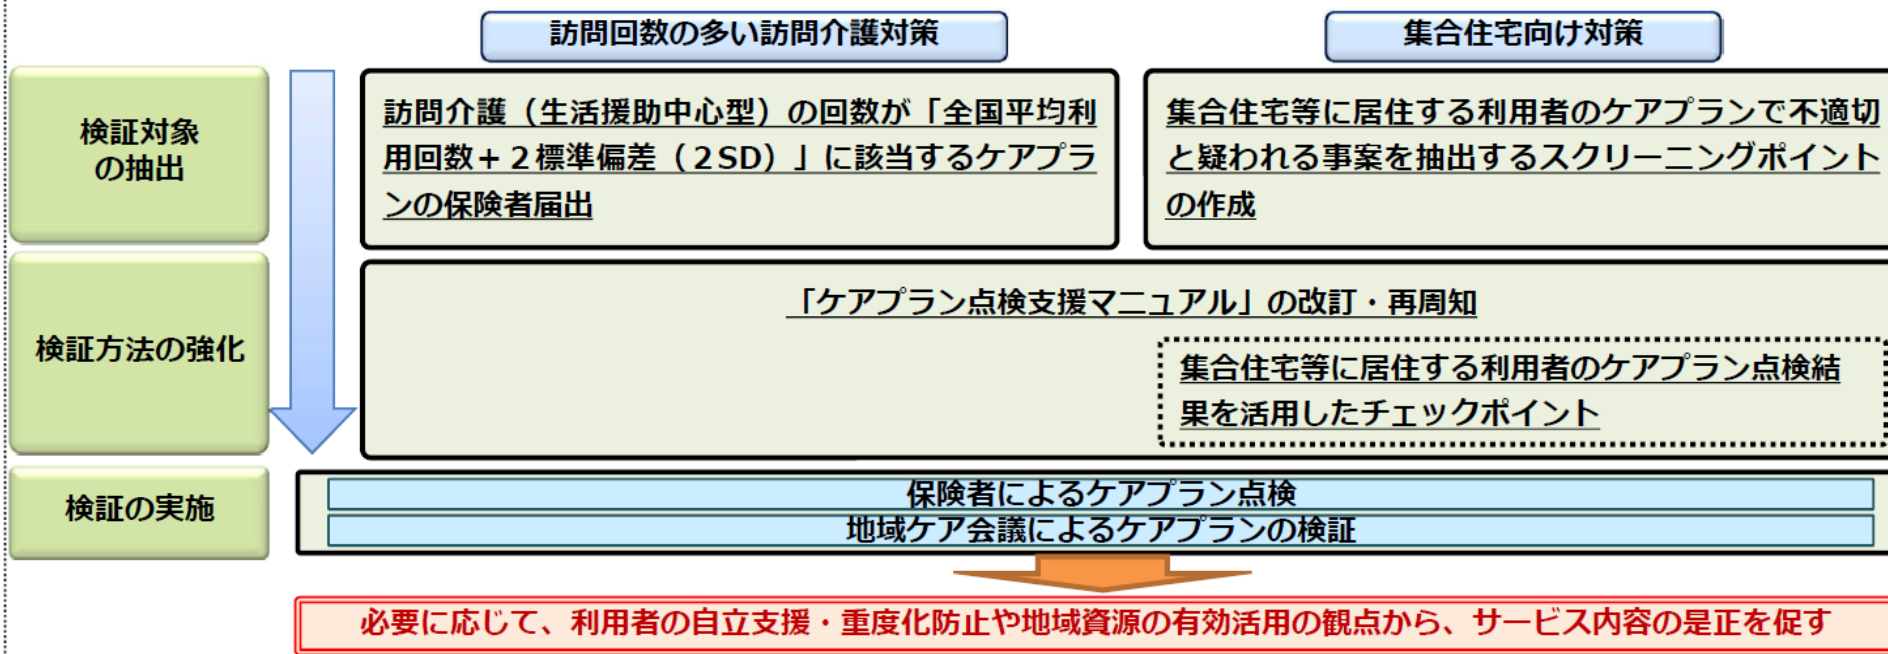 訪問回数の多い訪問介護対策
集合住宅向け対策
検証対象
の抽出
訪問介護（生活援助中心型）の回数が「全国平均利
用回数＋２標準偏差（２SD）」に該当するケアプラ
ンの保険者届出
集合住宅等に居住する利用者のケアプランで不適切
と疑われる事案を抽出するスクリーニングポイント
の作成
検証方法の強化
「ケアプラン点検支援マニュアル」の改訂・再周知
集合住宅等に居住する利用者のケアプラン点検結
果を活用したチェックポイント
検証の実施
保険者によるケアプラン点検
地域ケア会議によるケアプランの検証
必要に応じて、利用者の自立支援・重度化防止や地域資源の有効活用の観点から、サービス内容の是正を促す